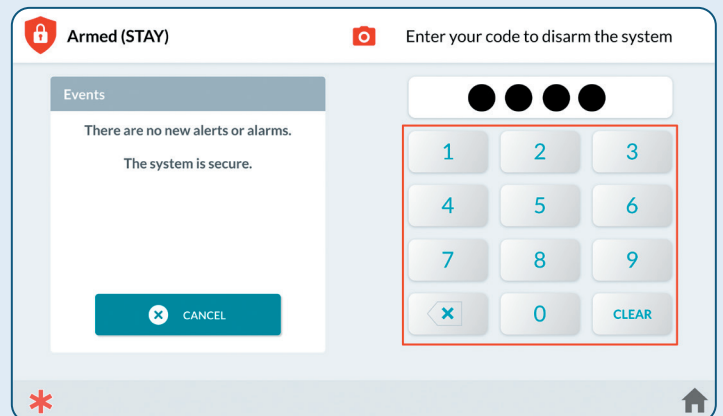 Armed (STAY)
Enter your code to disarm the system
Events
There are no new alerts or alarms.
The system is secure.
CANCEL
1 2 3
4 5 6
7 8 9
0 CLEAR